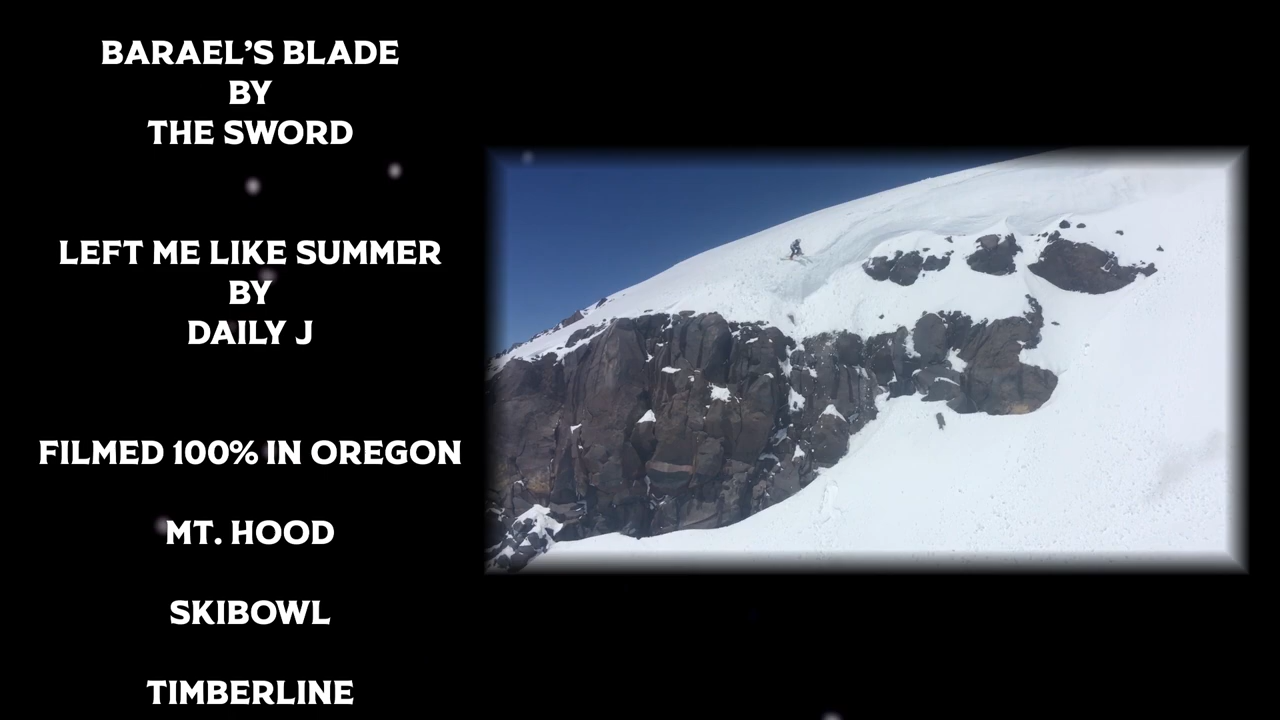 BARAEL'S BLADE
BY
THE SWORD
LEFT ME LIKE SUMMER
BY
DAILY J
FILMED 100% IN OREGON
MT. HOOD
SKIBOWL
TIMBERLINE